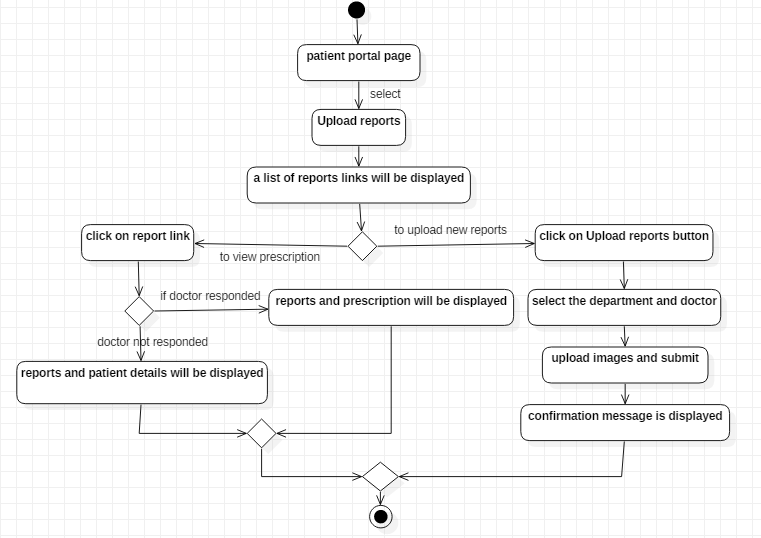 patient portal page
select
Upload reports
a list of reports links will be displayed
to upload new reports
click on report link
click on Upload reports button
to view prescription
if doctor responded
reports and prescription will be displayed
select the department and doctor
doctor not responded
upload images and submit
reports and patient details will be displayed
confirmation message is displayed